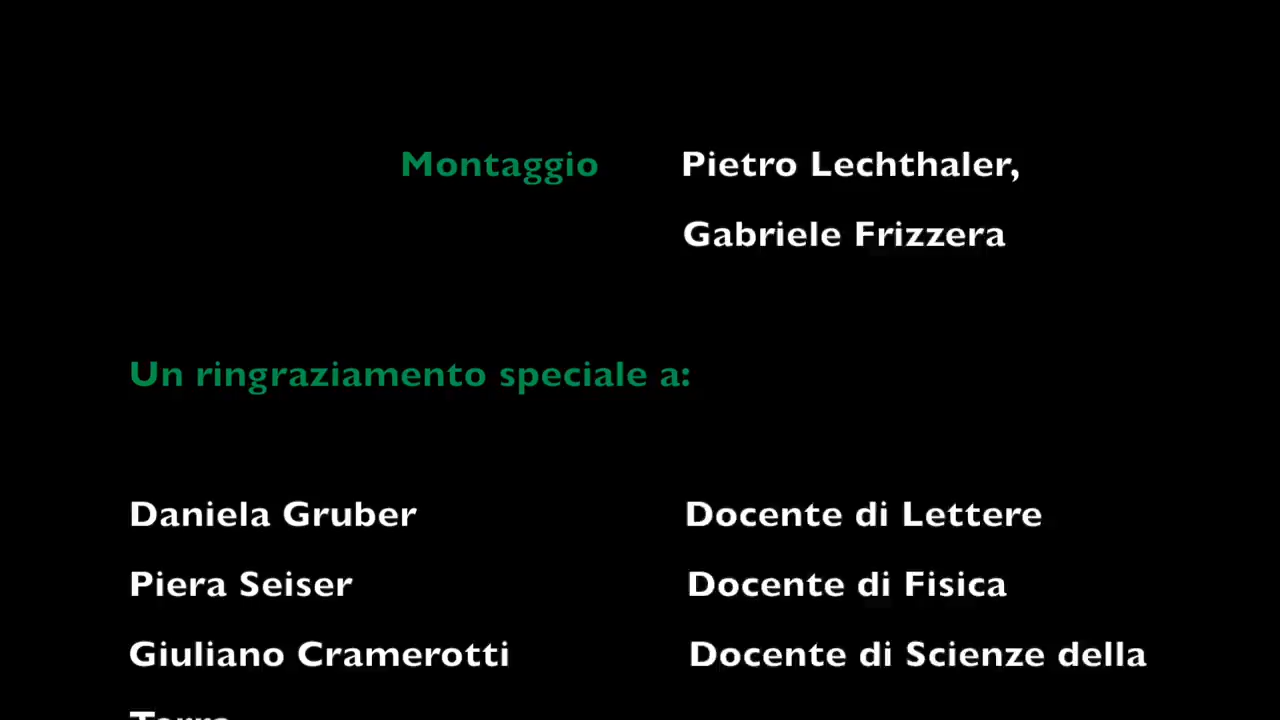 Montaggio Pietro Lechthaler,
Gabriele Frizzera
Un ringraziamento speciale a:
Daniela Gruber Docente di Lettere
Piera Seiser Docente di Fisica
Giuliano Cramerotti Docente di Scienze della
Terra